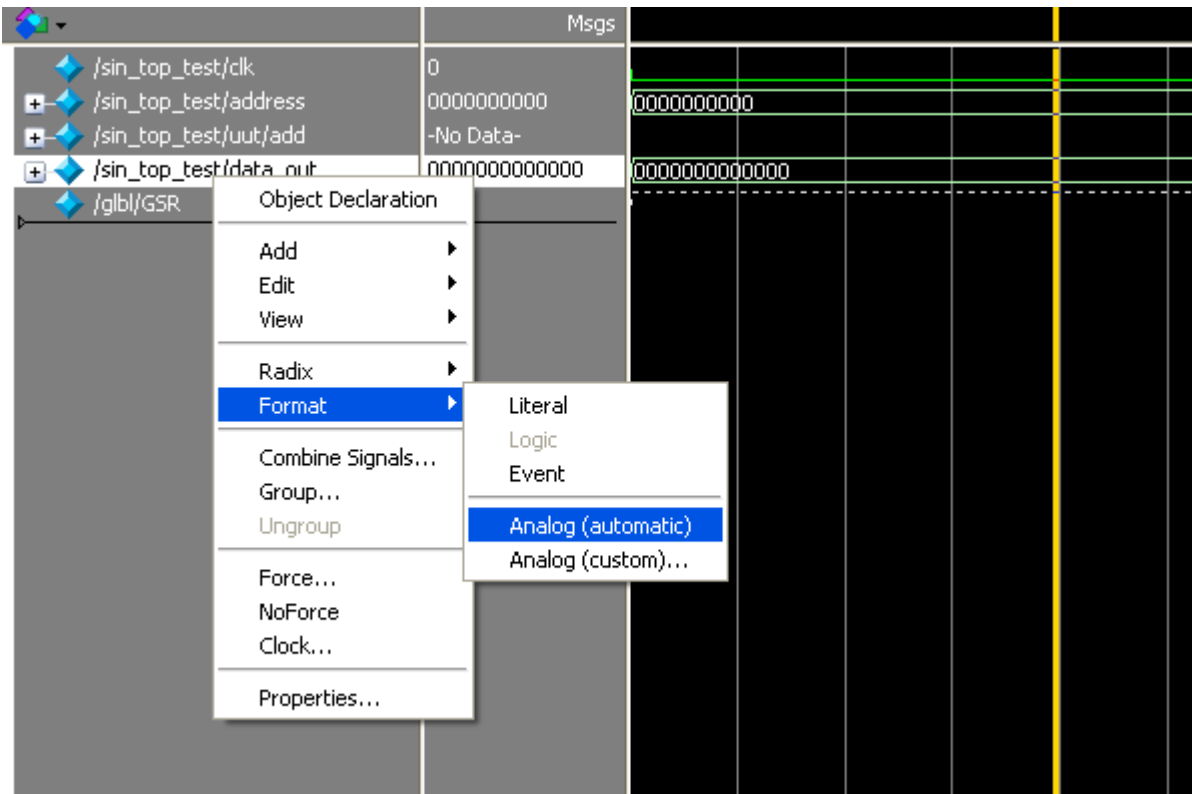 Msgs
/sin_top_test/clk 0
/sin_top_test/address 0000000000 0000000000
/sin_top_test/uut/add -No Data-
/sin_top_test/data_out 0000000000000 0000000000000
/glbl/GSR
Object Declaration
Add
Edit
View
Radix
Format
Combine Signals...
Group...
Ungroup
Force...
NoForce
Clock...
Properties...
Literal
Logic
Event
Analog (automatic)
Analog (custom)...